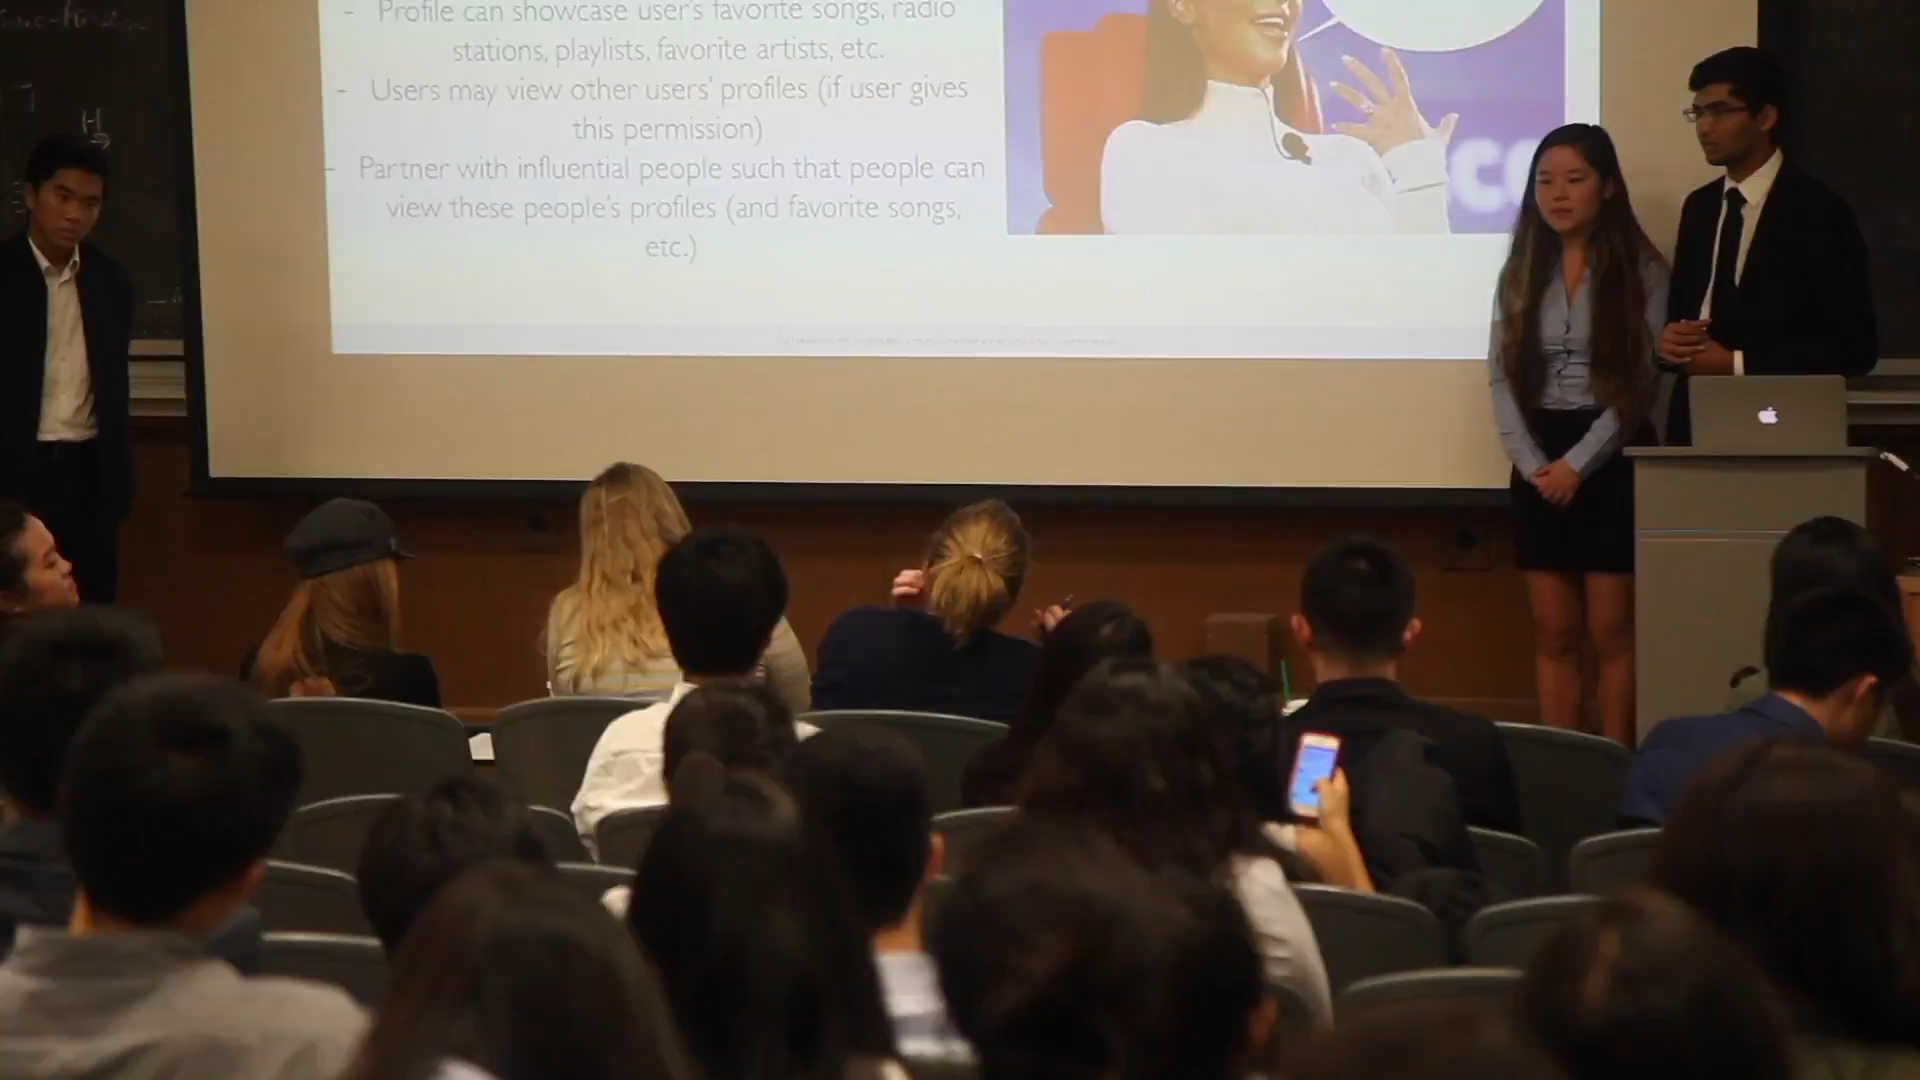 - Profile can showcase user's favorite songs, radio
stations, playlists, favorite artists, etc.
- Users may view other users' profiles (if user gives
this permission)
- Partner with influential people such that people can
view these people's profiles (and favorite songs,
etc.)
H